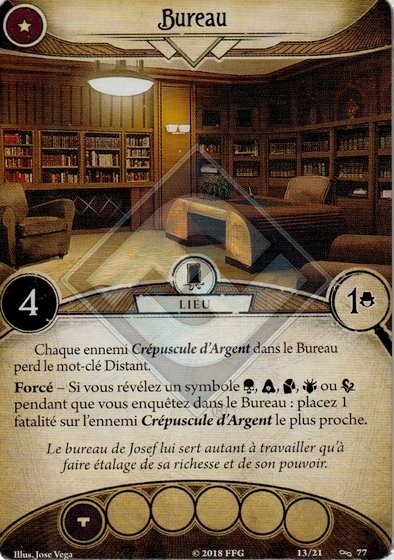 Bureau
4
LIEU
1
Chaque ennemi Crépuscule d'Argent dans le Bureau
perd le mot-clé Distant.
Forcé – Si vous révélez un symbole , , , ou
pendant que vous enquêtez dans le Bureau : placez 1
fatalité sur l'ennemi Crépuscule d'Argent le plus proche.
Le bureau de Josef lui sert autant à travailler qu'à
faire étalage de sa richesse et de son pouvoir.
Illus. Jose Vega © 2018 FFG 13/21 77